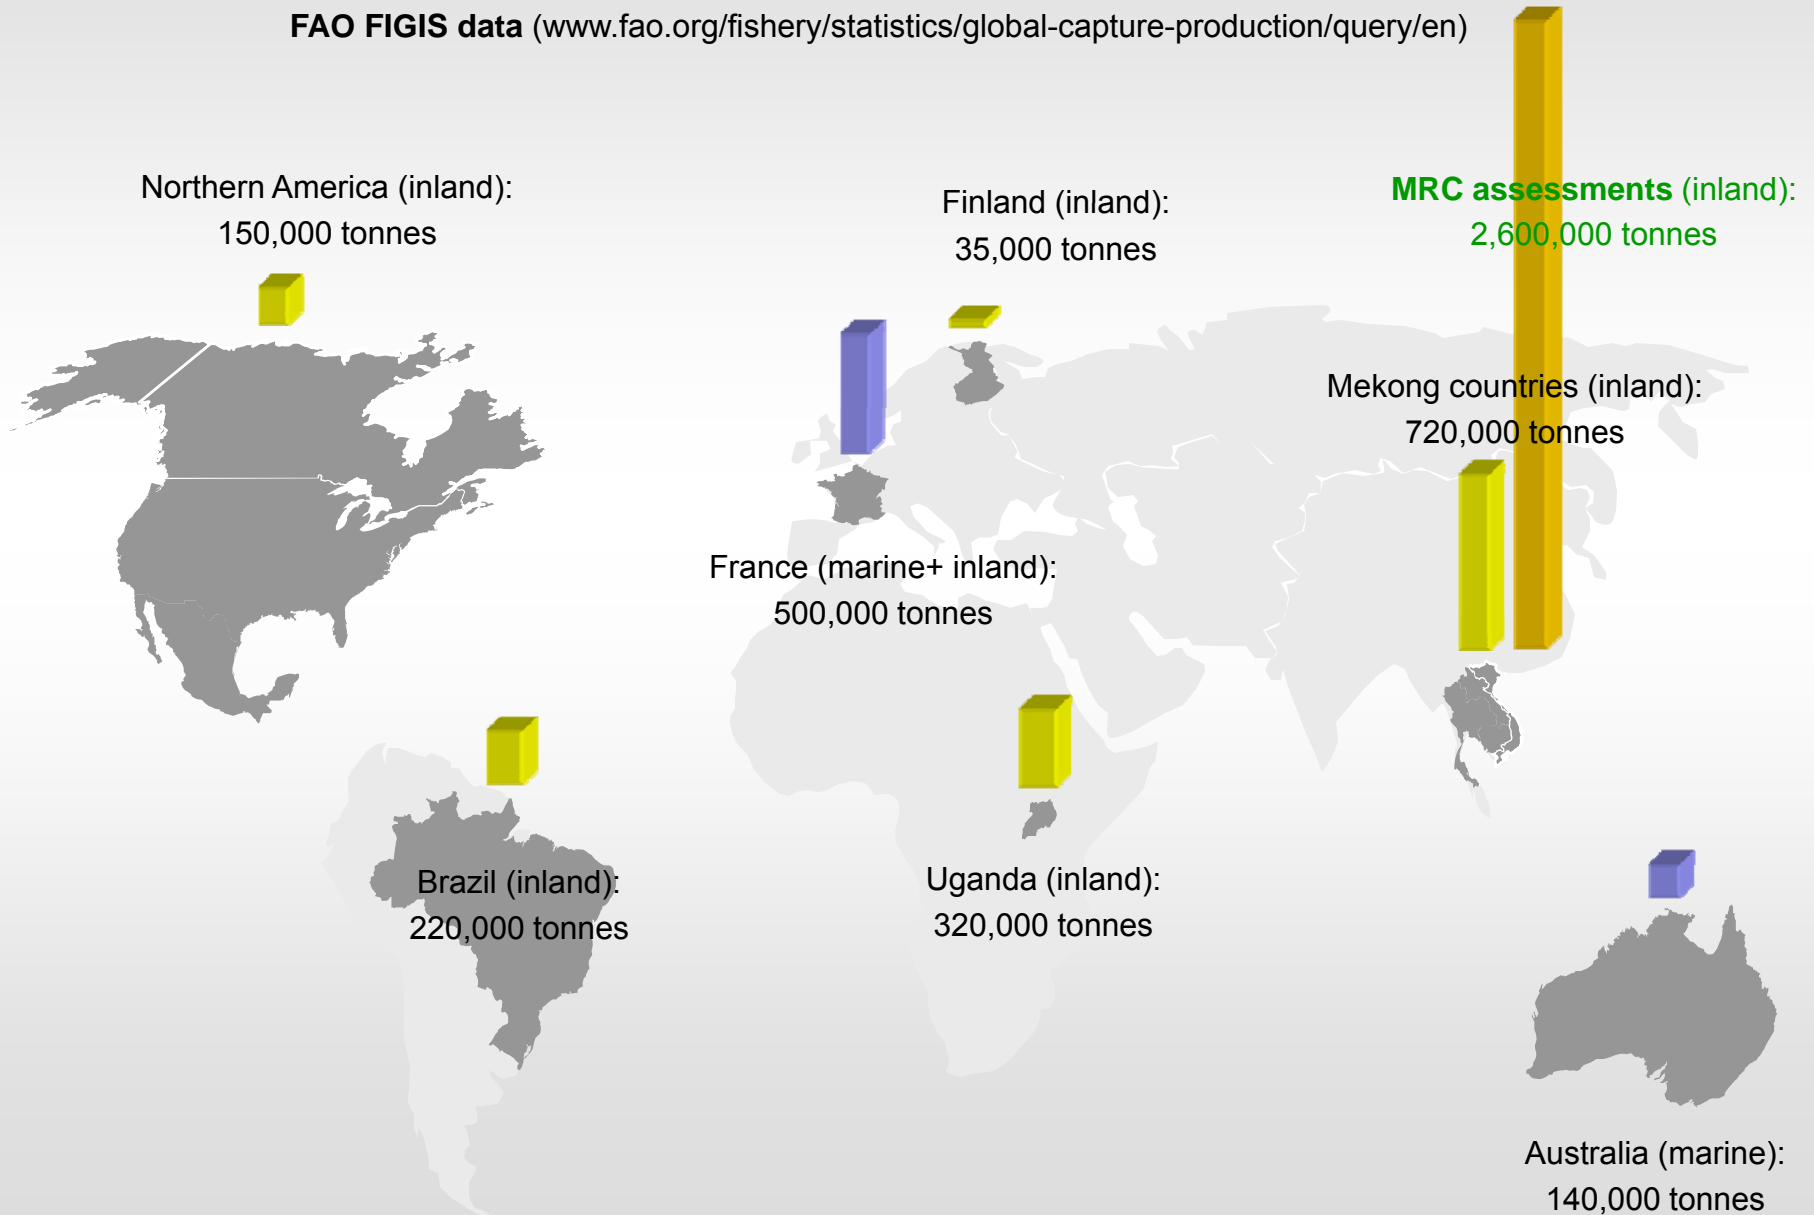 FAO FIGIS data (www.fao.org/fishery/statistics/global-capture-production/query/en)
Northern America (inland):
150,000 tonnes
Finland (inland):
35,000 tonnes
MRC assessments (inland):
2,600,000 tonnes
Mekong countries (inland):
720,000 tonnes
France (marine+ inland):
500,000 tonnes
Brazil (inland):
220,000 tonnes
Uganda (inland):
320,000 tonnes
Australia (marine):
140,000 tonnes